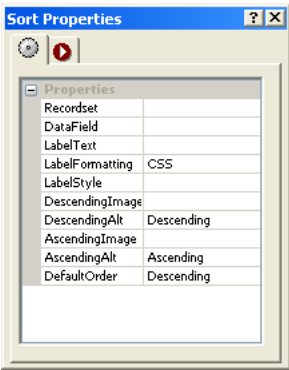 Sort Properties
Properties
Recordset
DataField
LabelText
LabelFormatting CSS
LabelStyle
DescendingImage
DescendingAlt Descending
AscendingImage
AscendingAlt Ascending
DefaultOrder Descending